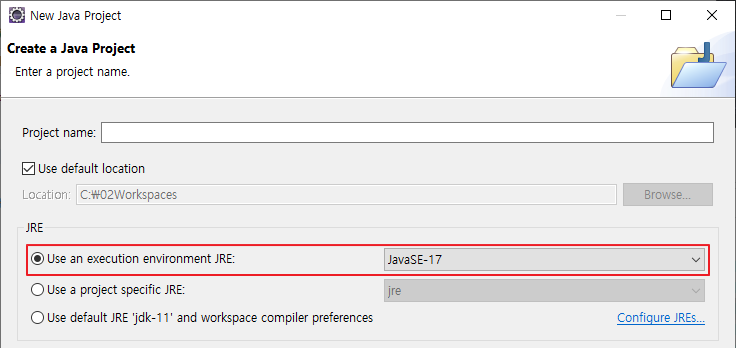 New Java Project
Create a Java Project
Enter a project name.
Project name:
Use default location
Location: C:₩02Workspaces Browse...
JRE
Use an execution environment JRE: JavaSE-17
Use a project specific JRE: jre
Use default JRE 'jdk-11' and workspace compiler preferences Configure JREs...